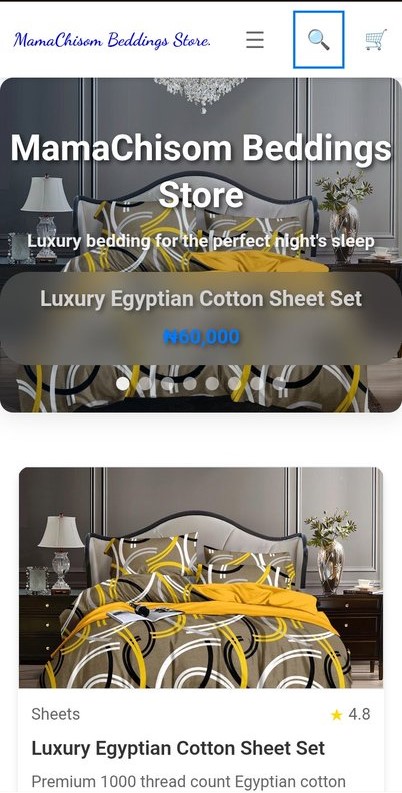 MamaChisom Beddings Store.
MamaChisom Beddings
Store
Luxury bedding for the perfect night's sleep
Luxury Egyptian Cotton Sheet Set
₦60,000
Sheets
4.8
Luxury Egyptian Cotton Sheet Set
Premium 1000 thread count Egyptian cotton